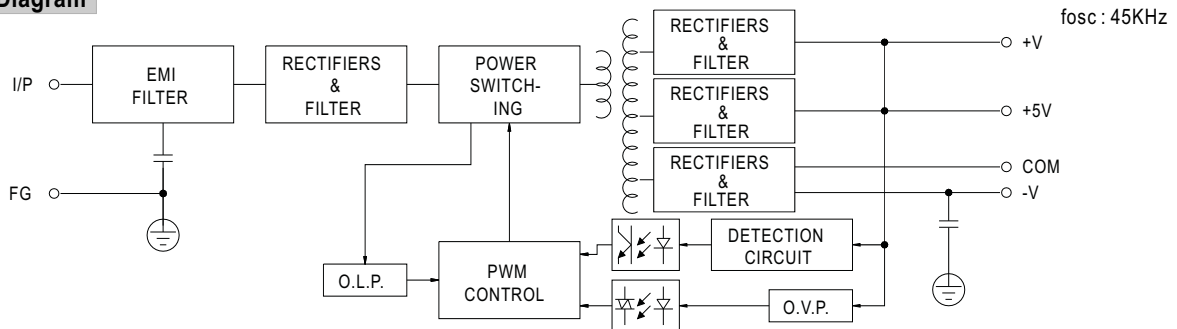 Diagram
fosc : 45KHz
I/P
EMI
FILTER
RECTIFIERS
&
FILTER
POWER
SWITCH-
ING
RECTIFIERS
&
FILTER
+V
RECTIFIERS
&
FILTER
+5V
RECTIFIERS
&
FILTER
COM
-V
FG
O.L.P.
PWM
CONTROL
DETECTION
CIRCUIT
O.V.P.